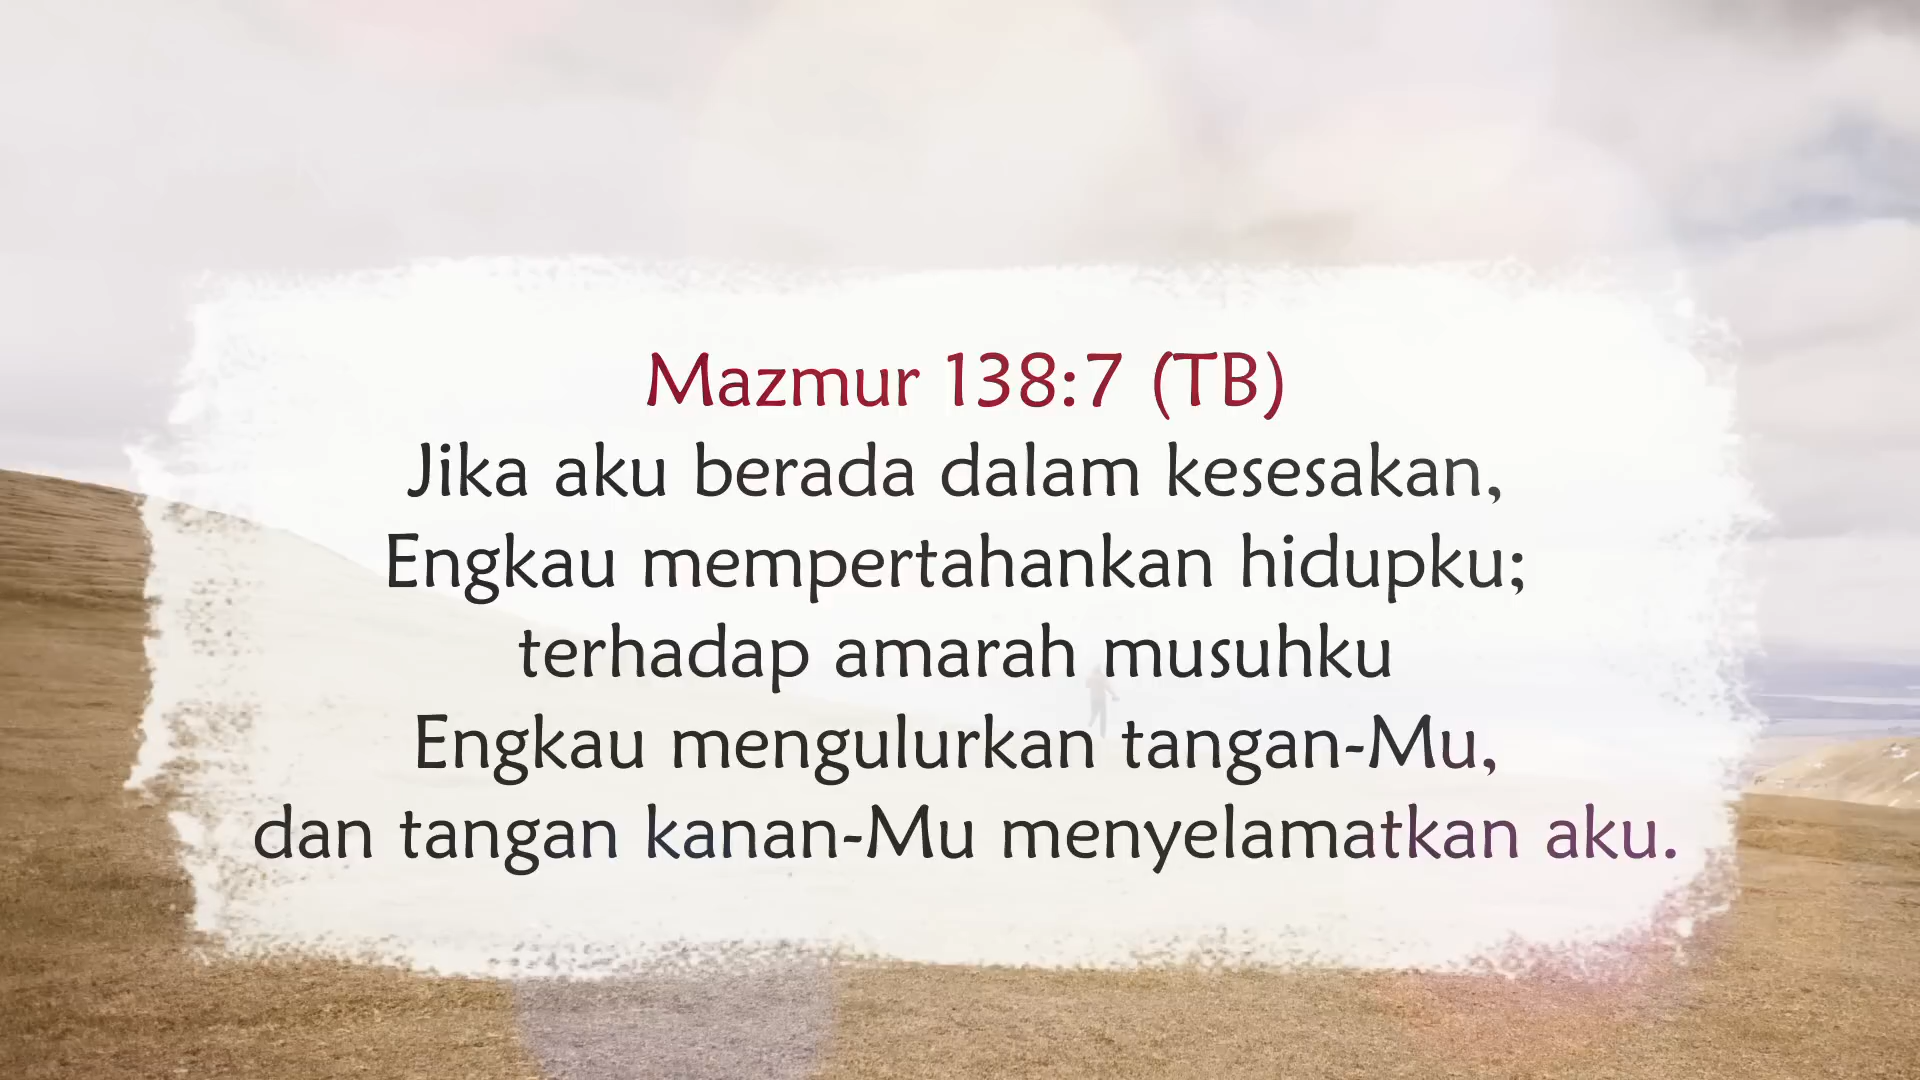 Mazmur 138:7 (TB)
Jika aku berada dalam kesesakan,
Engkau mempertahankan hidupku;
terhadap amarah musuhku
Engkau mengulurkan tangan-Mu,
dan tangan kanan-Mu menyelamatkan aku.